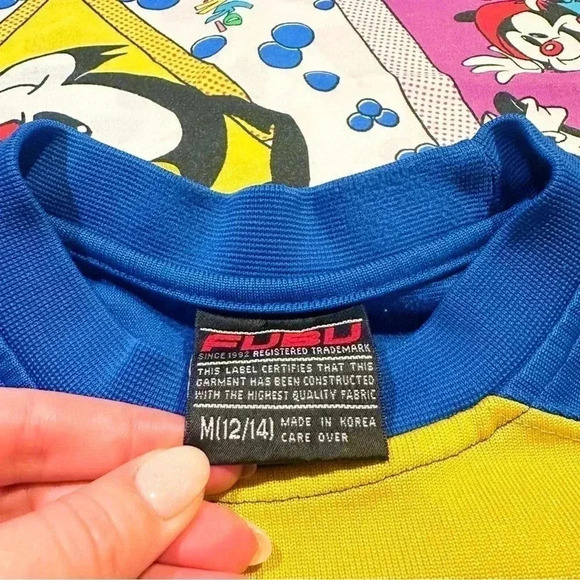 FUBU
SINCE 1992 REGISTERED TRADEMARK
THIS LABEL CERTIFIES THAT THIS
GARMENT HAS BEEN CONSTRUCTED
WITH THE HIGHEST QUALITY FABRIC
M(12/14) MADE IN KOREA
CARE OVER